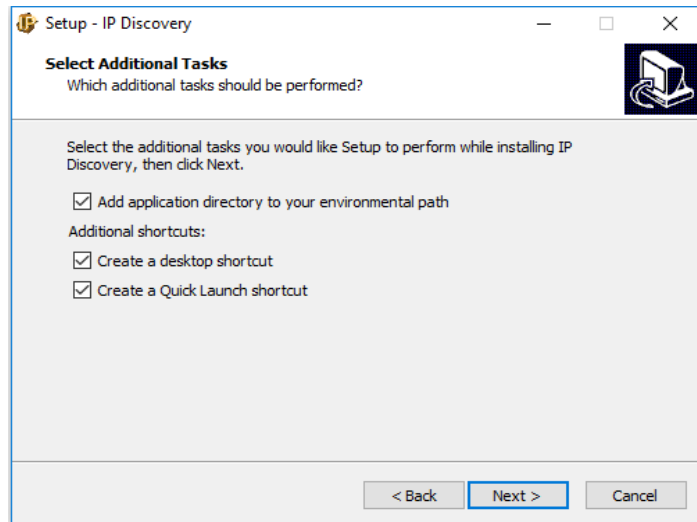 Setup - IP Discovery
Select Additional Tasks
Which additional tasks should be performed?
Select the additional tasks you would like Setup to perform while installing IP
Discovery, then click Next.
Add application directory to your environmental path
Additional shortcuts:
Create a desktop shortcut
Create a Quick Launch shortcut
< Back
Next >
Cancel